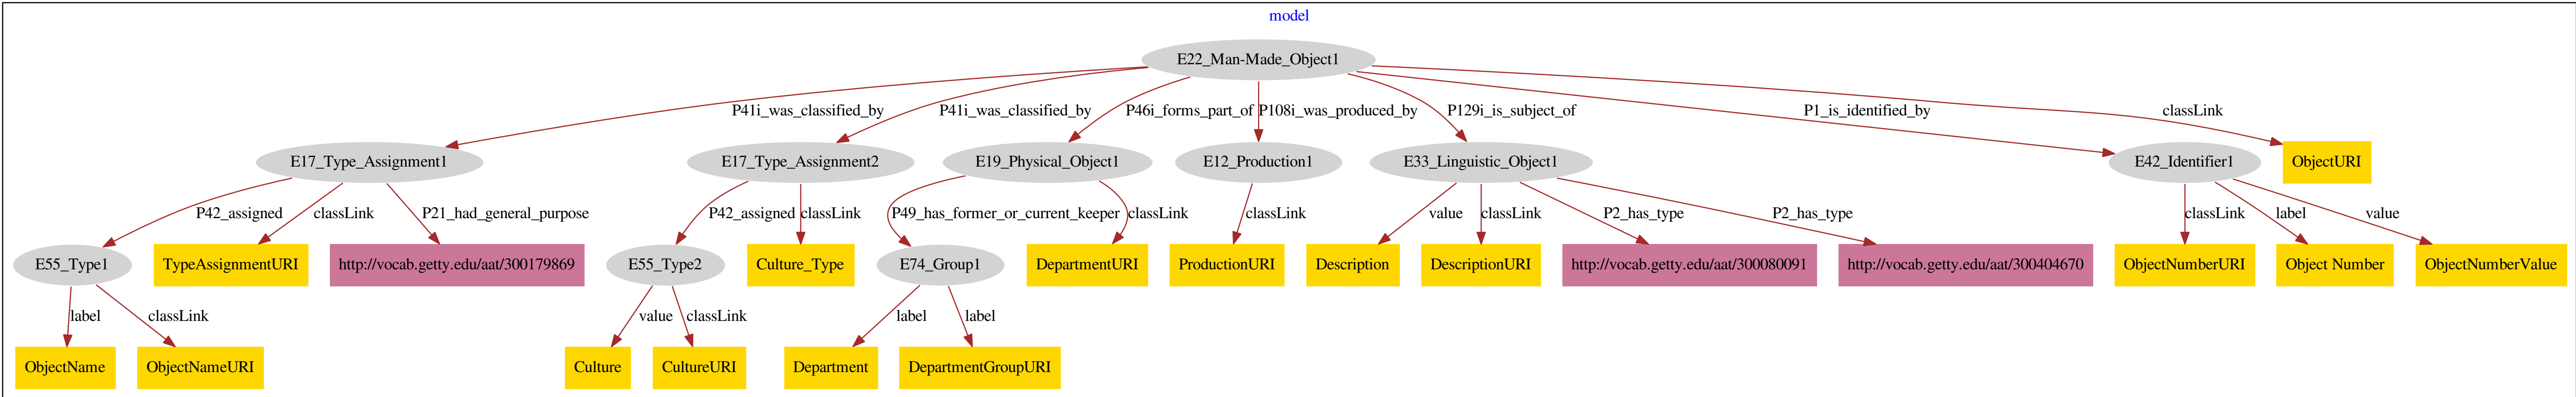 model
E22_Man-Made_Object1
P41i_was_classified_by P41i_was_classified_by P46i_forms_part_of P108i_was_produced_by P129i_is_subject_of P1_is_identified_by classLink
E17_Type_Assignment1 E17_Type_Assignment2 E19_Physical_Object1 E12_Production1 E33_Linguistic_Object1 E42_Identifier1 ObjectURI
P42_assigned classLink P21_had_general_purpose P42_assigned classLink P49_has_former_or_current_keeper classLink classLink value classLink P2_has_type P2_has_type classLink label value
E55_Type1 TypeAssignmentURI http://vocab.getty.edu/aat/300179869 E55_Type2 Culture_Type E74_Group1 DepartmentURI ProductionURI Description DescriptionURI http://vocab.getty.edu/aat/300080091 http://vocab.getty.edu/aat/300404670 ObjectNumberURI Object Number ObjectNumberValue
label classLink value classLink label label
ObjectName ObjectNameURI Culture CultureURI Department DepartmentGroupURI